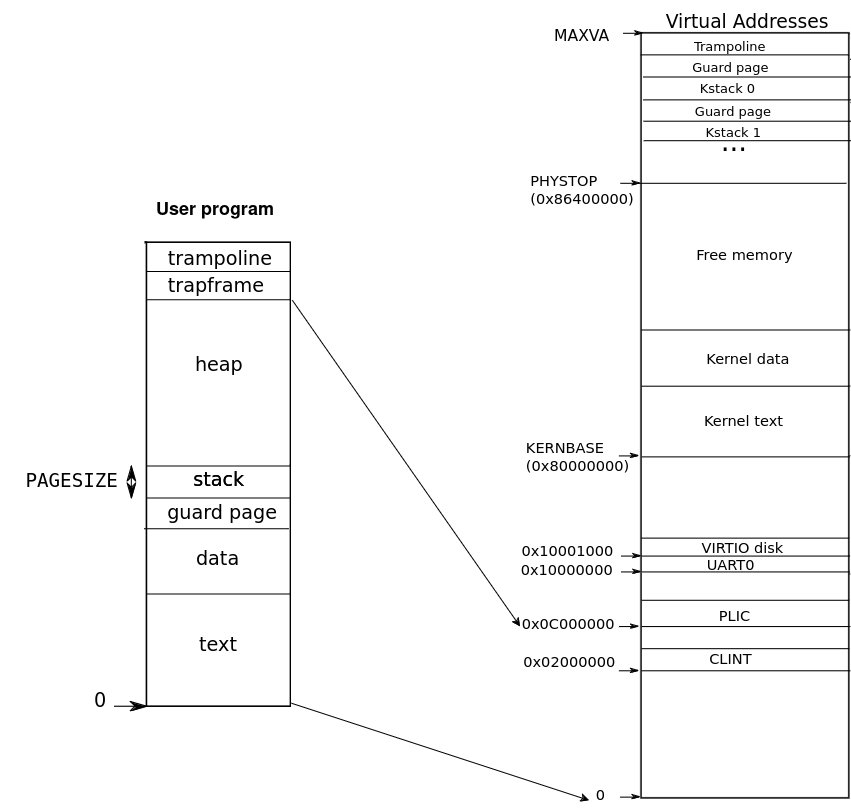 User program
trampoline
trapframe
heap
PAGESIZE
stack
guard page
data
text
0
Virtual Addresses
MAXVA
Trampoline
Guard page
Kstack 0
Guard page
Kstack 1
...
PHYSTOP
(0x86400000)
Free memory
Kernel data
Kernel text
KERNBASE
(0x80000000)
VIRTIO disk
0x10001000
UART0
0x10000000
PLIC
0x0C000000
CLINT
0x02000000
0